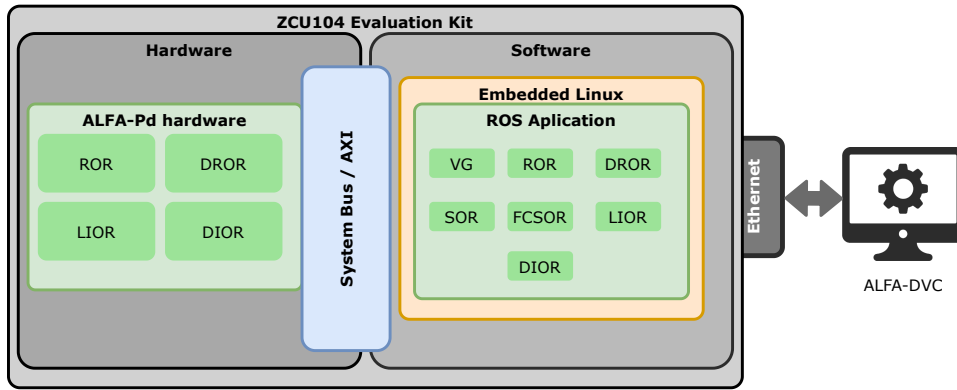 ZCU104 Evaluation Kit
Hardware
Software
ALFA-Pd hardware
ROR
DROR
LIOR
DIOR
System Bus / AXI
Embedded Linux
ROS Aplication
VG
ROR
DROR
SOR
FCSOR
LIOR
DIOR
Ethernet
ALFA-DVC